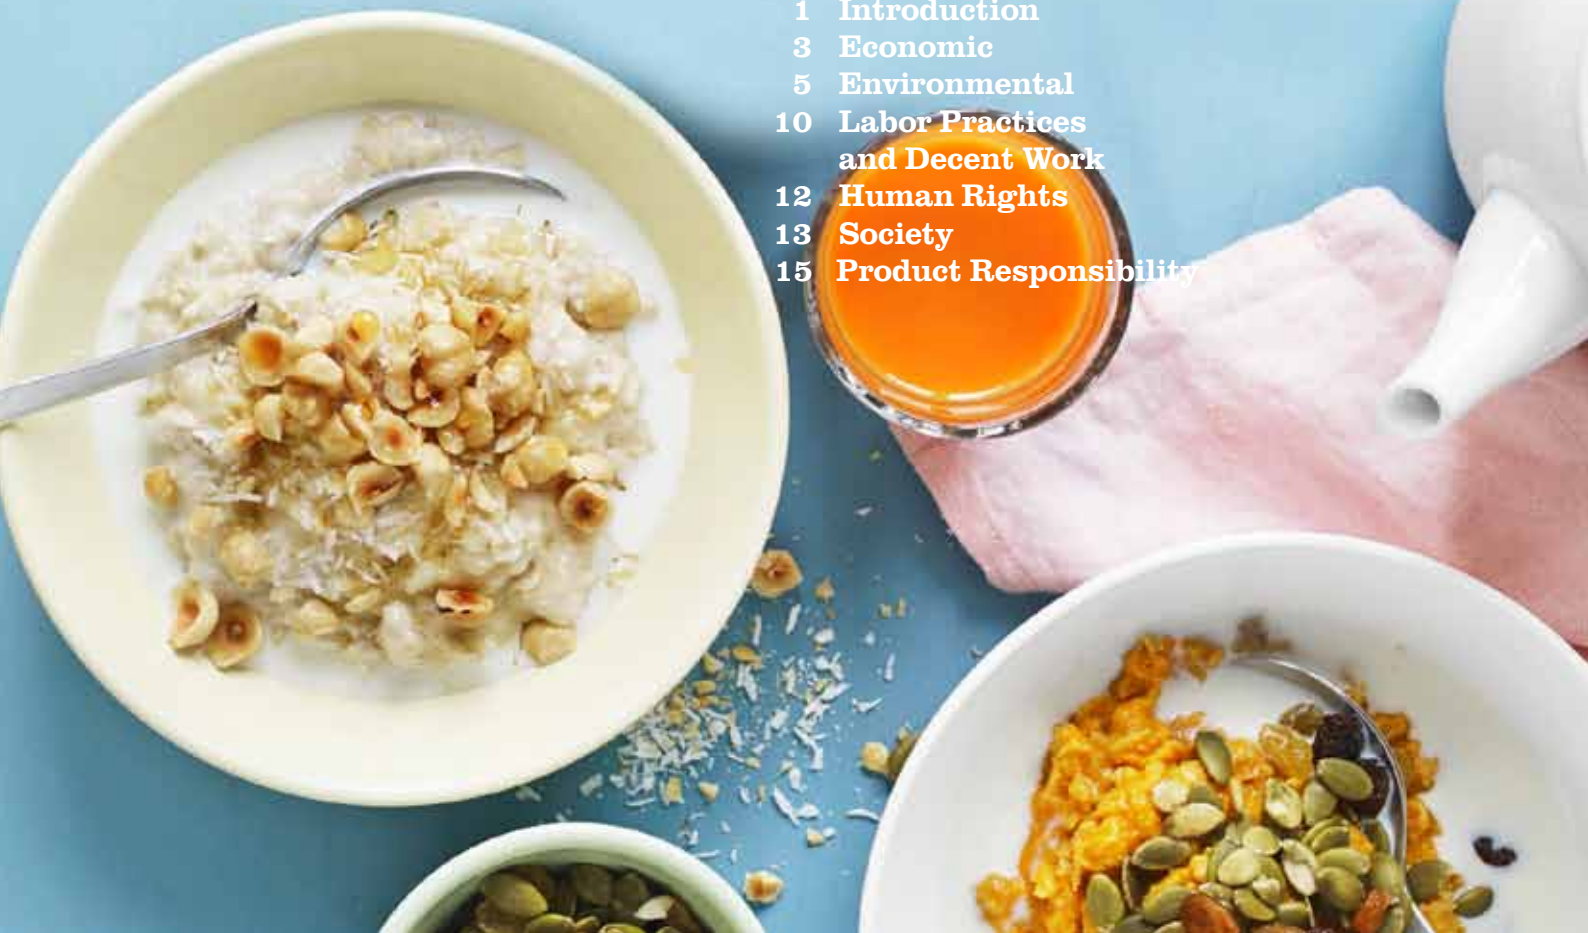 1 Introduction
3 Economic
5 Environmental
10 Labor Practices
and Decent Work
12 Human Rights
13 Society
15 Product Responsibility